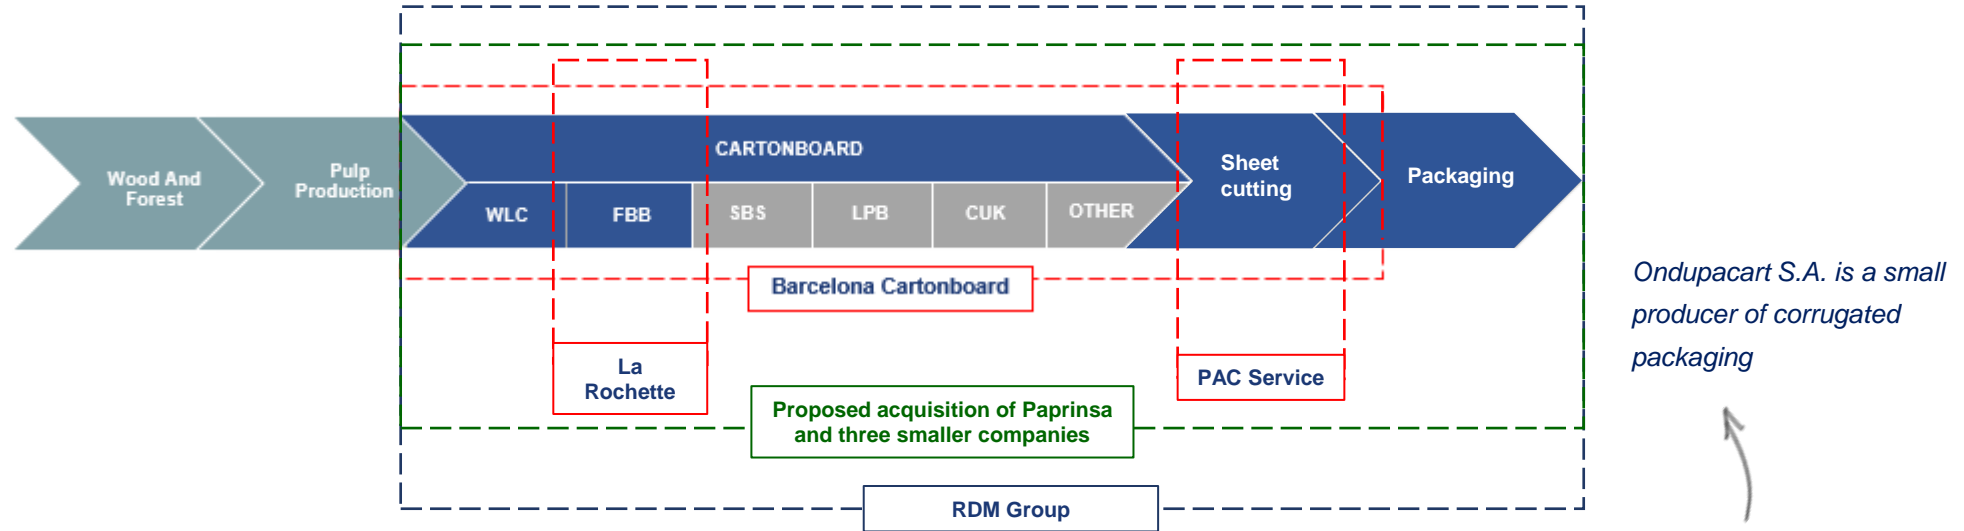 Wood And
Forest
Pulp
Production
CARTONBOARD
WLC
FBB
SBS
LPB
CUK
OTHER
Sheet
cutting
Packaging
Barcelona Cartonboard
La
Rochette
PAC Service
Proposed acquisition of Paprinsa
and three smaller companies
RDM Group
Ondupacart S.A. is a small
producer of corrugated
packaging